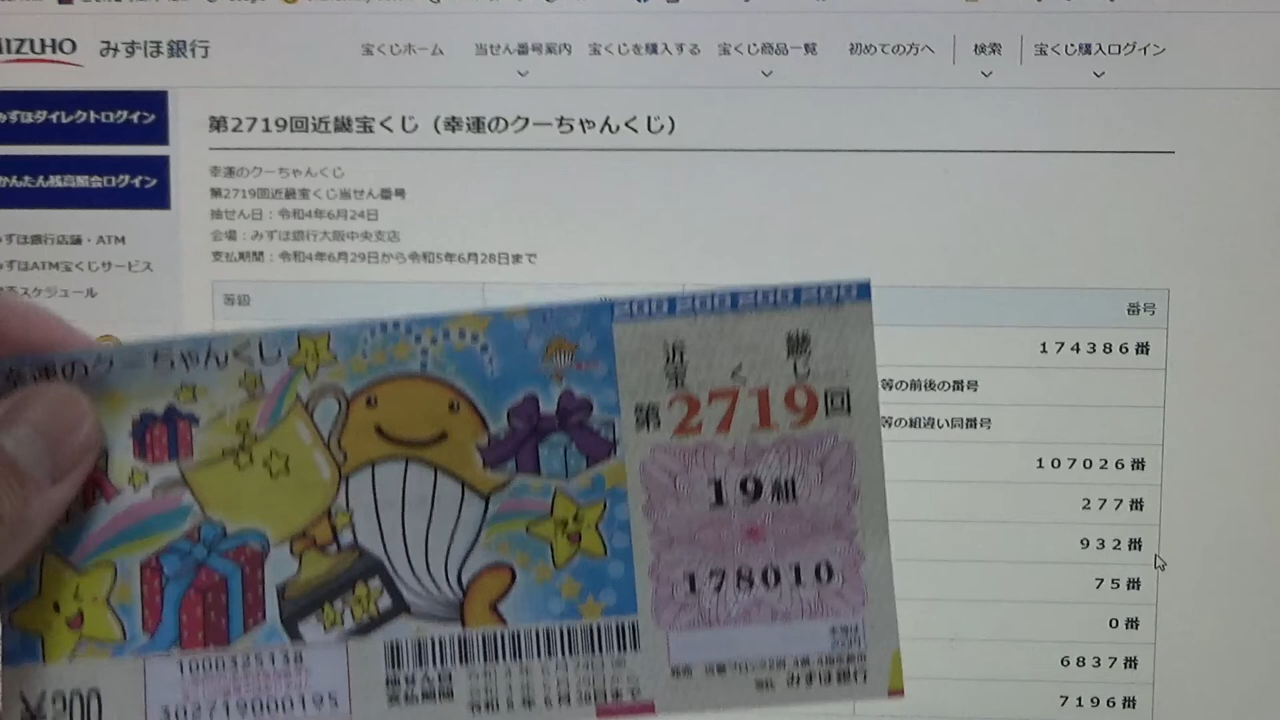 MIZUHO みずほ銀行
宝くじホーム 当せん番号案内 宝くじを購入する 宝くじ商品一覧 初めての方へ 検索 宝くじ購入ログイン
みずほダイレクトログイン
かんたん残高照会ログイン
みずほ銀行店舗・ATM
みずほATM宝くじサービス
スケジュール
第2719回近畿宝くじ（幸運のクーちゃんくじ）
幸運のクーちゃんくじ
第2719回近畿宝くじ当せん番号
抽せん日：令和4年6月24日
会場：みずほ銀行大阪中央支店
支払期間：令和4年6月29日から令和5年6月28日まで
等級
番号
174386番
等の前後の番号
等の組違い同番号
107026番
277番
932番
75番
0番
6837番
7196番
幸運のクーちゃんくじ
200 200 200 200
近畿
宝くじ
第2719回
19組
178010
1000325138
302719000195
¥200
みずほ銀行